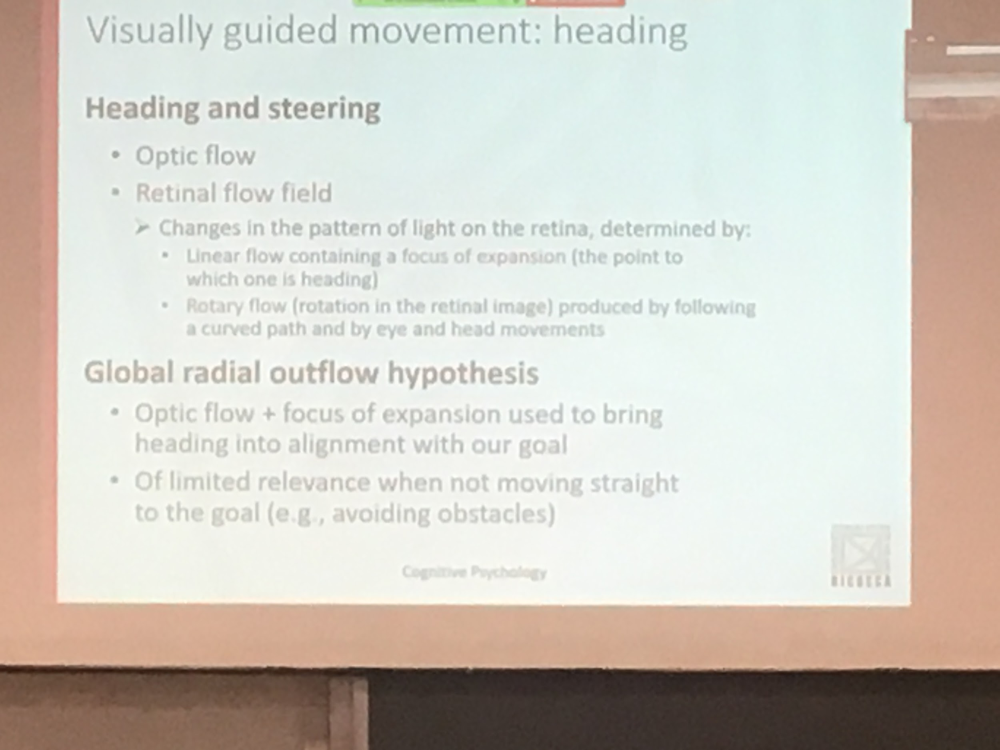 Visually guided movement: heading
Heading and steering
• Optic flow
• Retinal flow field
➤ Changes in the pattern of light on the retina, determined by:
• Linear flow containing a focus of expansion (the point to
which one is heading)
• Rotary flow (rotation in the retinal image) produced by following
a curved path and by eye and head movements
Global radial outflow hypothesis
• Optic flow + focus of expansion used to bring
heading into alignment with our goal
• Of limited relevance when not moving straight
to the goal (e.g., avoiding obstacles)
Cognitive Psychology
BICOCCA